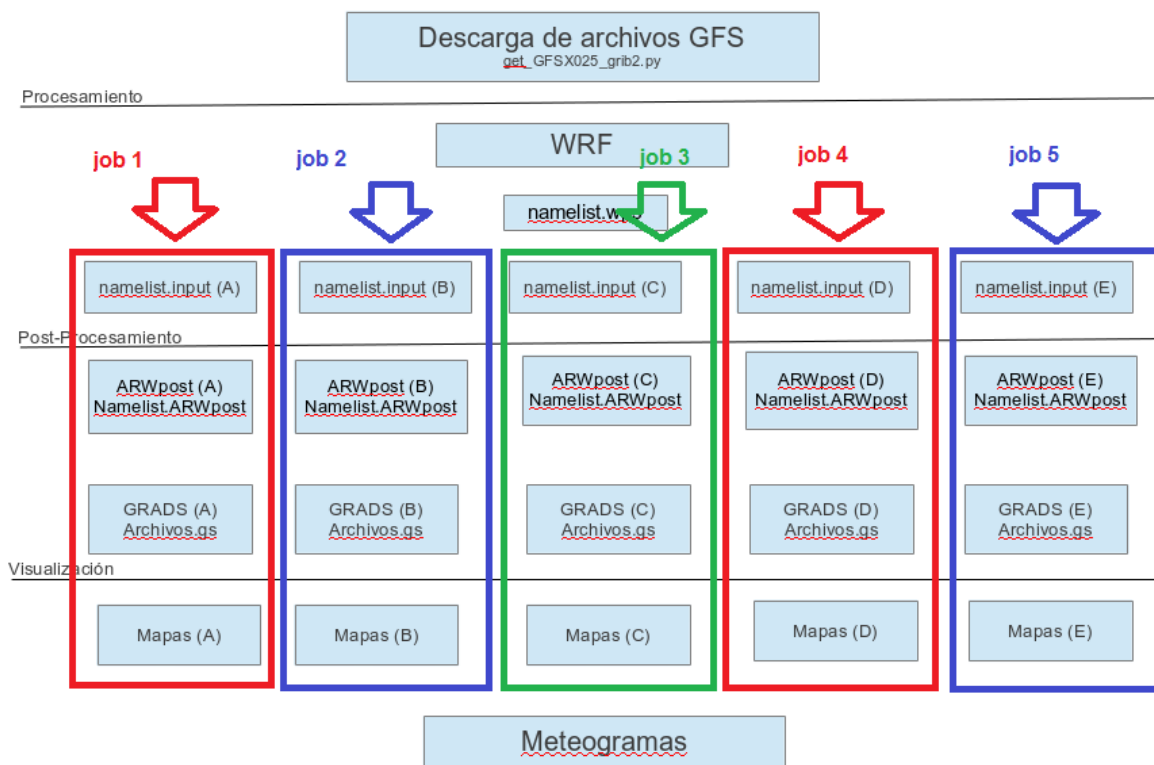 Descarga de archivos GFS
get_GFSX025_grib2.py
Procesamiento
WRF
job 1
job 2
job 3
job 4
job 5
namelist.wps
namelist.input (A)
namelist.input (B)
namelist.input (C)
namelist.input (D)
namelist.input (E)
Post-Procesamiento
ARWpost (A)
Namelist.ARWpost
ARWpost (B)
Namelist.ARWpost
ARWpost (C)
Namelist.ARWpost
ARWpost (D)
Namelist.ARWpost
ARWpost (E)
Namelist.ARWpost
GRADS (A)
Archivos.gs
GRADS (B)
Archivos.gs
GRADS (C)
Archivos.gs
GRADS (D)
Archivos.gs
GRADS (E)
Archivos.gs
Visualización
Mapas (A)
Mapas (B)
Mapas (C)
Mapas (D)
Mapas (E)
Meteogramas